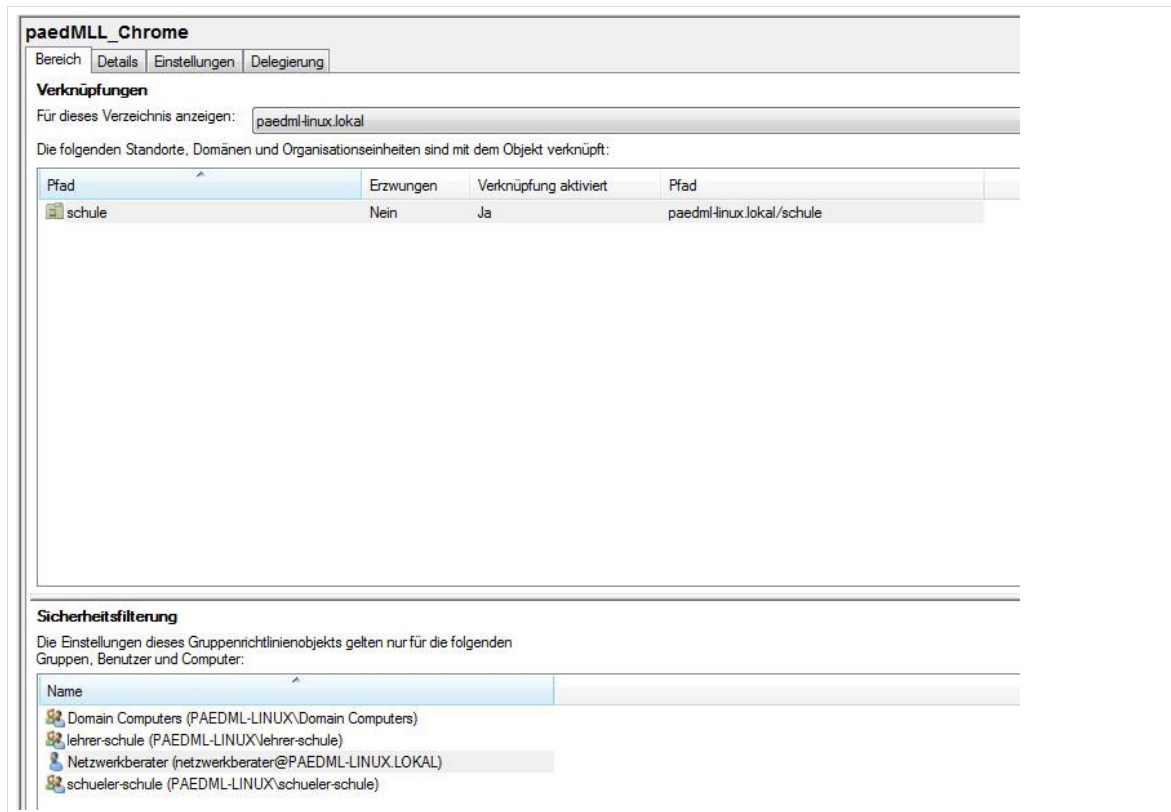 paedMLL_Chrome
Bereich Details Einstellungen Delegierung
Verknüpfungen
Für dieses Verzeichnis anzeigen: paedml-linux.lokal
Die folgenden Standorte, Domänen und Organisationseinheiten sind mit dem Objekt verknüpft:
Pfad Erzwungen Verknüpfung aktiviert Pfad
schule Nein Ja paedml-linux.lokal/schule
Sicherheitsfilterung
Die Einstellungen dieses Gruppenrichtlinienobjekts gelten nur für die folgenden
Gruppen, Benutzer und Computer:
Name
Domain Computers (PAEDML-LINUX\Domain Computers)
lehrer-schule (PAEDML-LINUX\lehrer-schule)
Netzwerkberater (netzwerkberater@PAEDML-LINUX.LOKAL)
schueler-schule (PAEDML-LINUX\schueler-schule)